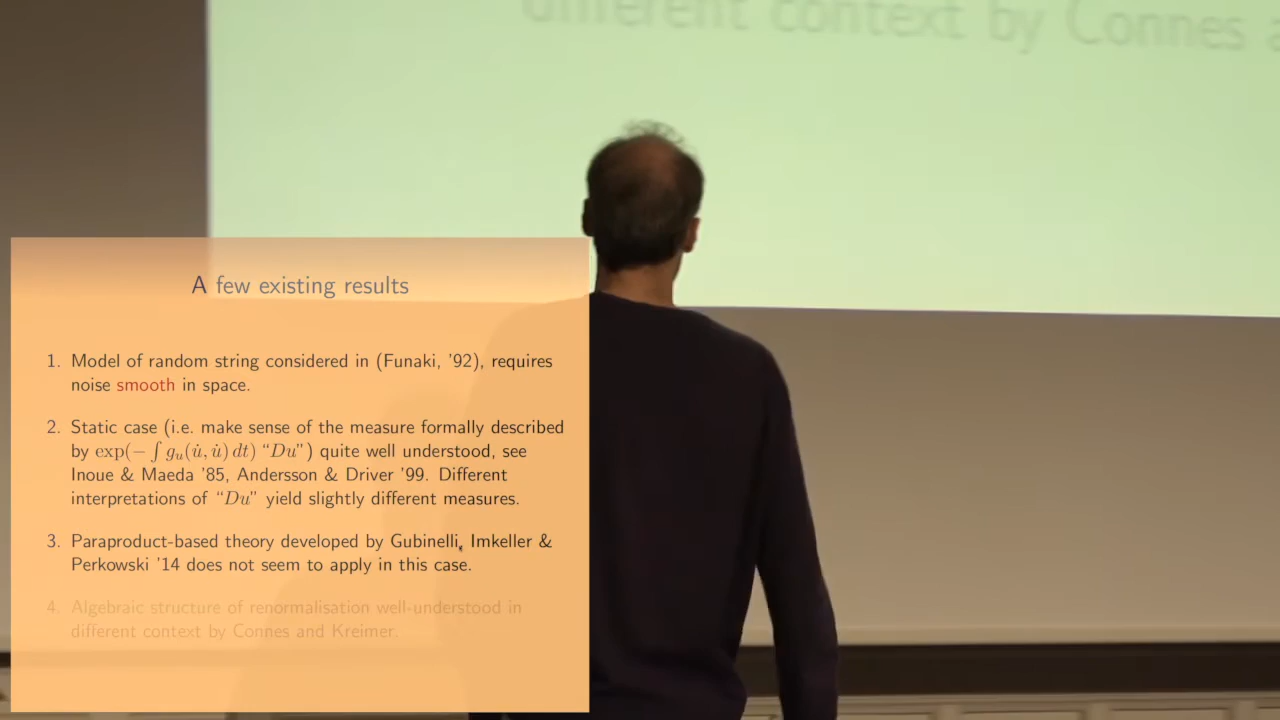 different context by Connes a
A few existing results
1. Model of random string considered in (Funaki, '92), requires
noise smooth in space.
2. Static case (i.e. make sense of the measure formally described
by exp(− ∫ g_u(u̇, u̇) dt) “Du”) quite well understood, see
Inoue & Maeda '85, Andersson & Driver '99. Different
interpretations of “Du” yield slightly different measures.
3. Paraproduct-based theory developed by Gubinelli, Imkeller &
Perkowski '14 does not seem to apply in this case.
4. Algebraic structure of renormalisation well-understood in
different context by Connes and Kreimer.